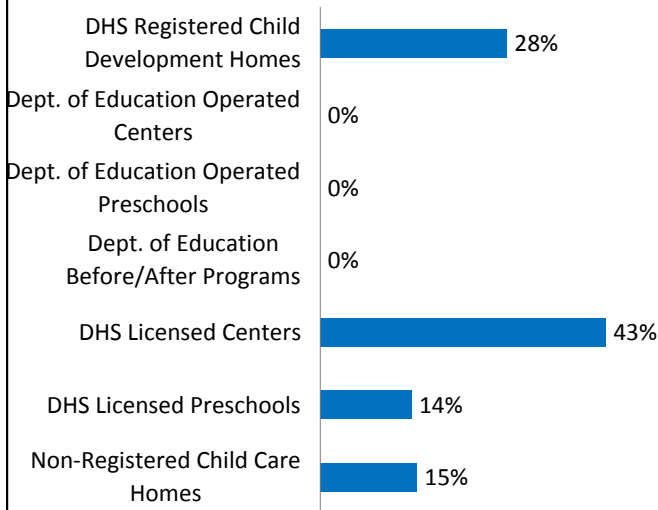 DHS Registered Child
Development Homes
28%
Dept. of Education Operated
Centers
0%
Dept. of Education Operated
Preschools
0%
Dept. of Education
Before/After Programs
0%
DHS Licensed Centers
43%
DHS Licensed Preschools
14%
Non-Registered Child Care
Homes
15%